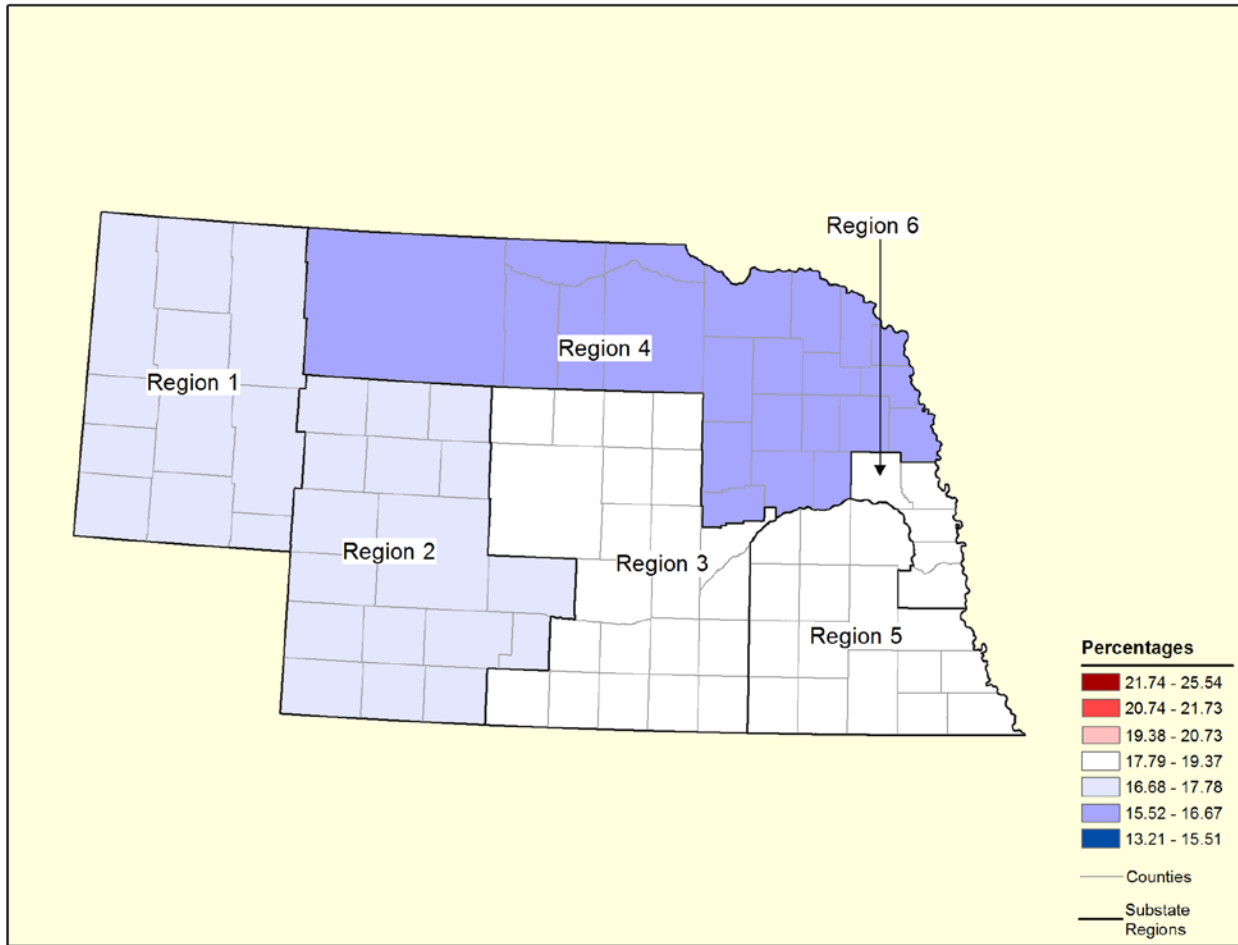 Region 6
Region 4
Region 1
Region 2
Region 3
Region 5
Percentages
21.74 - 25.54
20.74 - 21.73
19.38 - 20.73
17.79 - 19.37
16.68 - 17.78
15.52 - 16.67
13.21 - 15.51
Counties
Substate
Regions